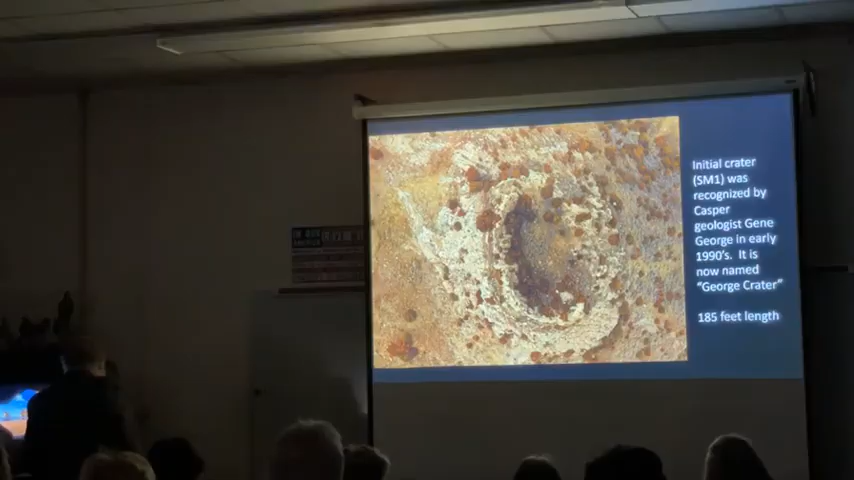 Initial crater
(SM1) was
recognized by
Casper
geologist Gene
George in early
1990's. It is
now named
"George Crater"
185 feet length